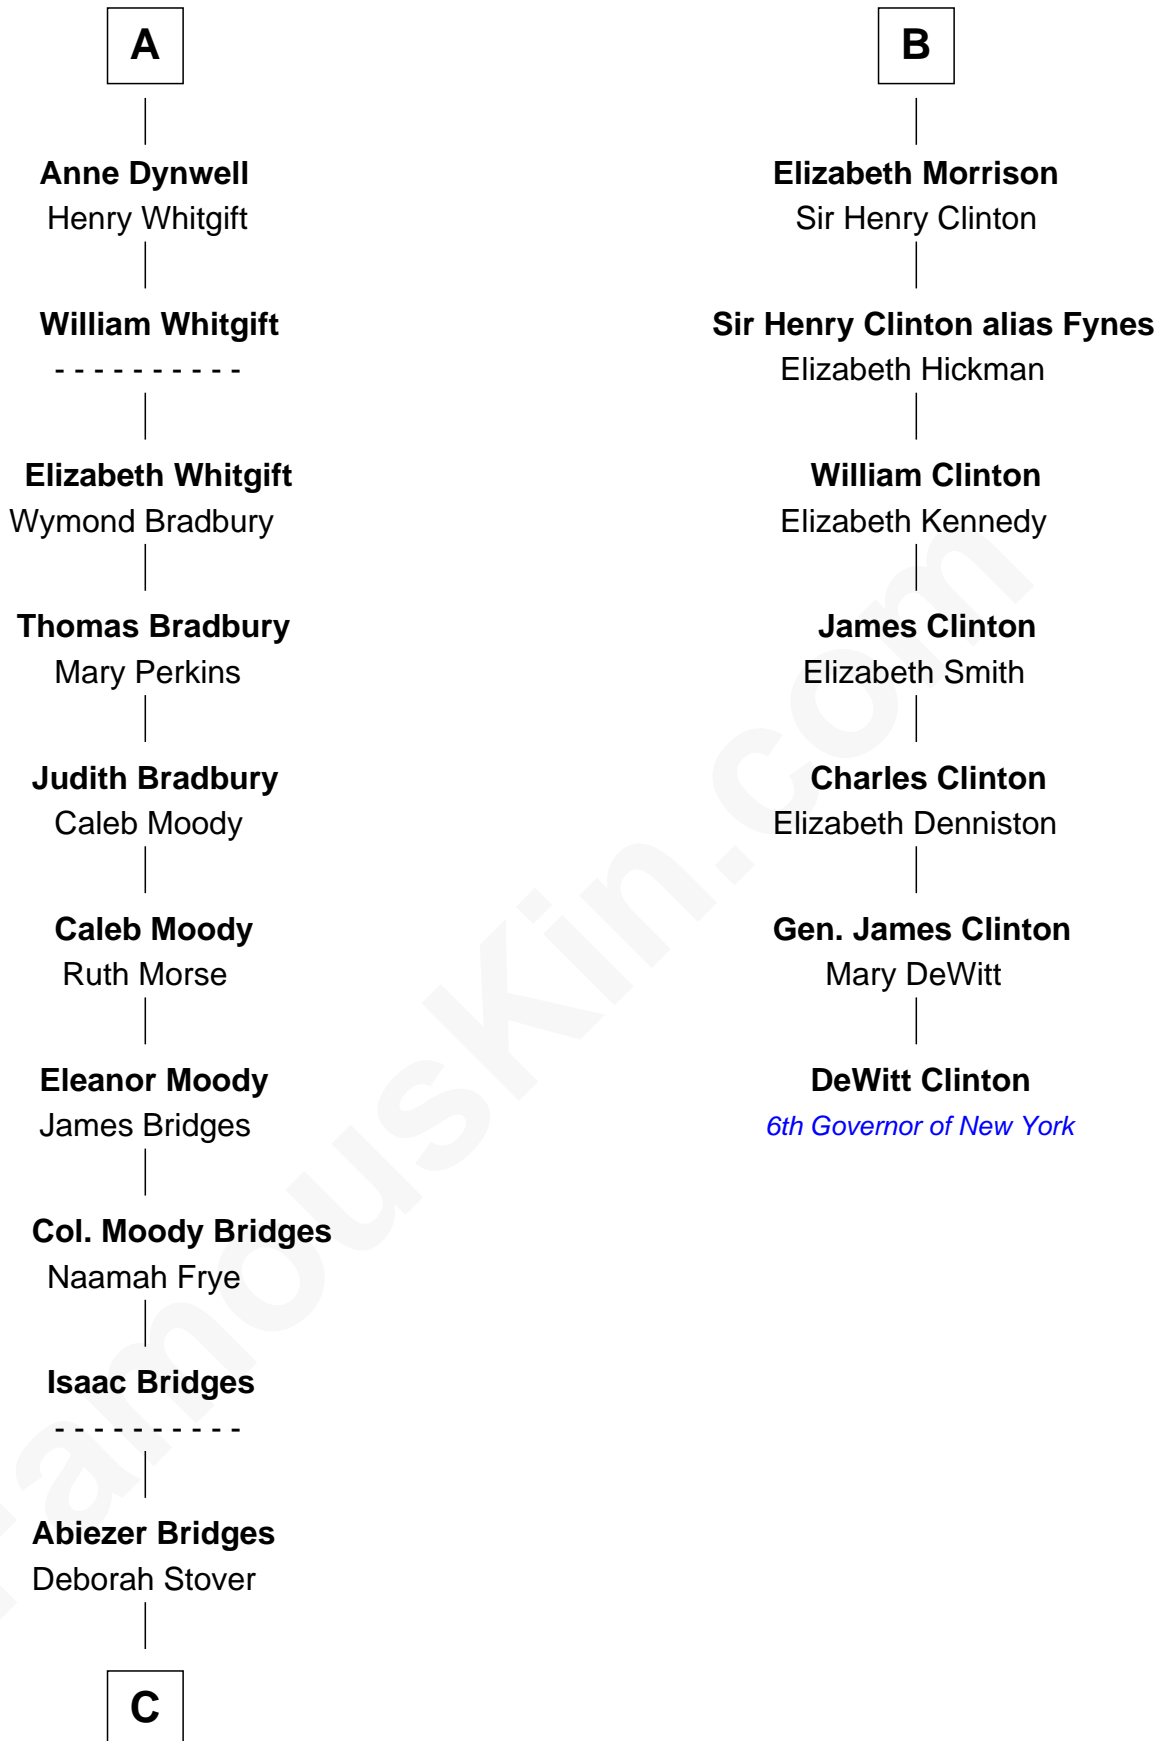 A
Anne Dynwell
Henry Whitgift
William Whitgift
- - - - - - - - - -
Elizabeth Whitgift
Wymond Bradbury
Thomas Bradbury
Mary Perkins
Judith Bradbury
Caleb Moody
Caleb Moody
Ruth Morse
Eleanor Moody
James Bridges
Col. Moody Bridges
Naamah Frye
Isaac Bridges
- - - - - - - - - -
Abiezer Bridges
Deborah Stover
C
B
Elizabeth Morrison
Sir Henry Clinton
Sir Henry Clinton alias Fynes
Elizabeth Hickman
William Clinton
Elizabeth Kennedy
James Clinton
Elizabeth Smith
Charles Clinton
Elizabeth Denniston
Gen. James Clinton
Mary DeWitt
DeWitt Clinton
6th Governor of New York
FamousKin.com